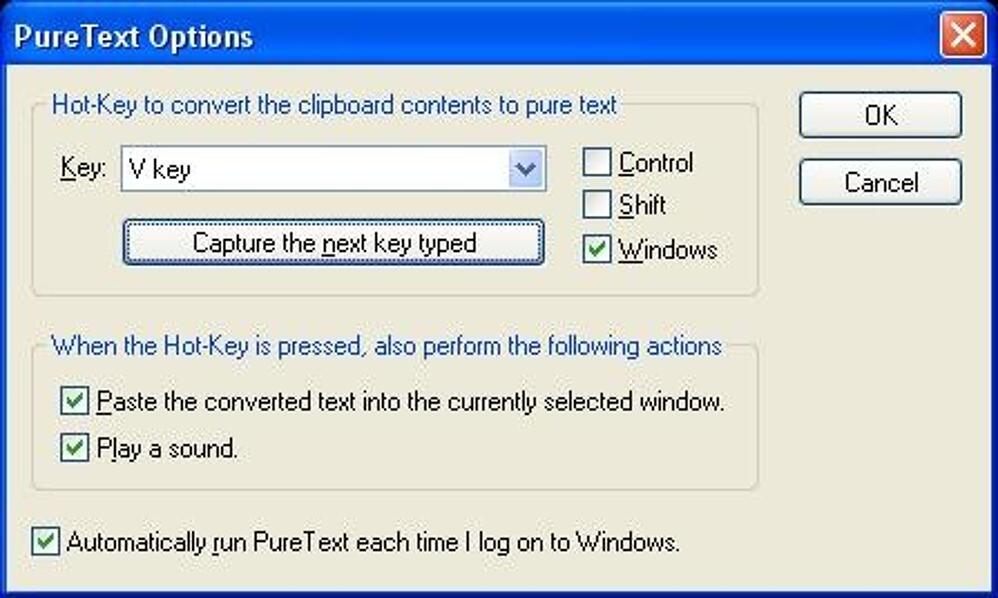 PureText Options
Hot-Key to convert the clipboard contents to pure text
Key: V key
Control
Shift
Windows
Capture the next key typed
OK
Cancel
When the Hot-Key is pressed, also perform the following actions
Paste the converted text into the currently selected window.
Play a sound.
Automatically run PureText each time I log on to Windows.